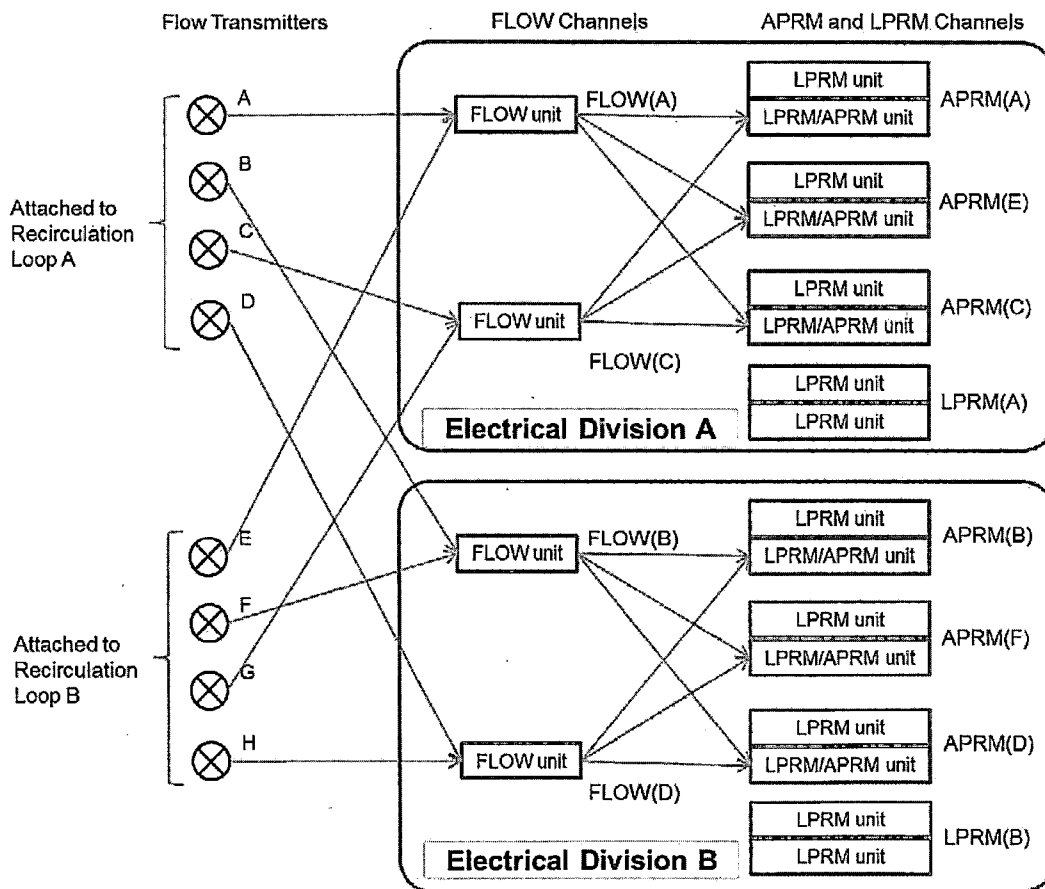 Flow Transmitters
FLOW Channels
APRM and LPRM Channels
A
B
C
D
Attached to
Recirculation
Loop A
E
F
G
H
Attached to
Recirculation
Loop B
FLOW unit
FLOW(A)
FLOW unit
FLOW(C)
LPRM unit
LPRM/APRM unit
APRM(A)
LPRM unit
LPRM/APRM unit
APRM(E)
LPRM unit
LPRM/APRM unit
APRM(C)
LPRM unit
LPRM unit
LPRM(A)
Electrical Division A
FLOW unit
FLOW(B)
FLOW unit
FLOW(D)
LPRM unit
LPRM/APRM unit
APRM(B)
LPRM unit
LPRM/APRM unit
APRM(F)
LPRM unit
LPRM/APRM unit
APRM(D)
LPRM unit
LPRM unit
LPRM(B)
Electrical Division B